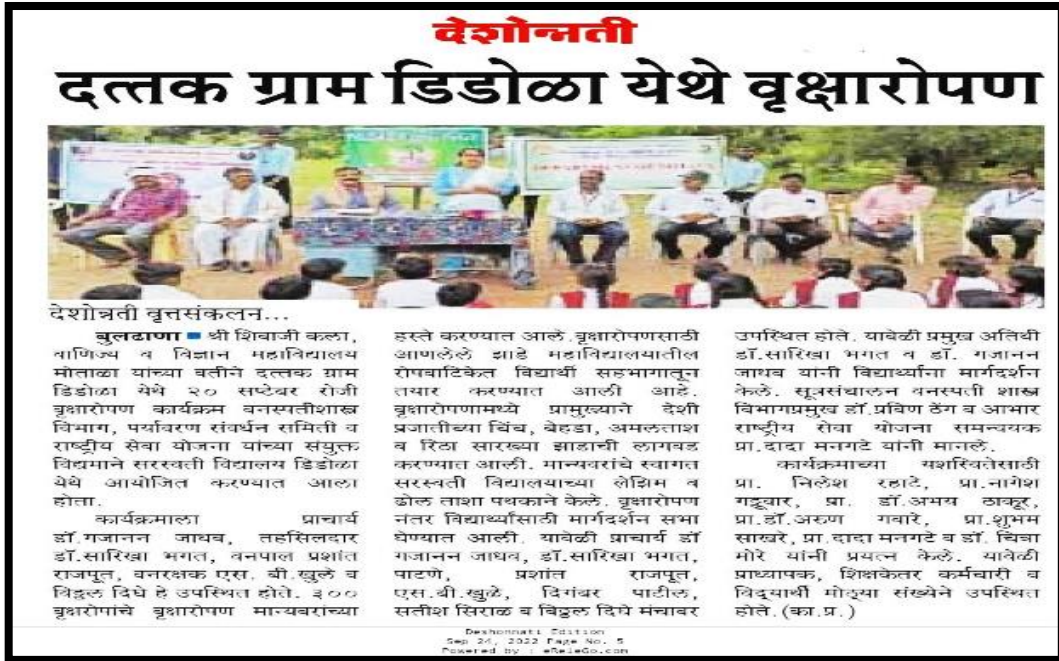 देशोन्नती
दत्तक ग्राम डिडोळा येथे वृक्षारोपण
देशोन्नती वृत्तसंकलन...
बुलढाणा ■ श्री शिवाजी कला,
वाणिज्य व विज्ञान महाविद्यालय
मोताळा यांच्या वतीने दत्तक ग्राम
डिडोळा येथे २० सप्टेंबर रोजी
वृक्षारोपण कार्यक्रम वनस्पतीशास्त्र
विभाग, पर्यावरण संवर्धन समिती व
राष्ट्रीय सेवा योजना यांच्या संयुक्त
विद्यमाने सरस्वती विद्यालय डिडोळा
येथे आयोजित करण्यात आला
होता.
कार्यक्रमाला प्राचार्य
डॉ.गजानन जाधव, तहसिलदार
डॉ.सारिखा भगत, वनपाल प्रशांत
राजपूत, वनरक्षक एस. बी.खुले व
विठ्ठल दिघे हे उपस्थित होते. ३००
वृक्षरोपांचे वृक्षारोपण मान्यवरांच्या
हस्ते करण्यात आले.वृक्षारोपणसाठी
आणलेले झाडे महाविद्यालयातील
रोपवाटिकेत विद्यार्थी सहभागातून
तयार करण्यात आली आहे.
वृक्षारोपणामध्ये प्रामुख्याने देशी
प्रजातीच्या चिंच, बेहडा, अमलताश
व रिठा सारख्या झाडाची लागवड
करण्यात आली. मान्यवरांचे स्वागत
सरस्वती विद्यालयाच्या लेझिम व
ढोल ताशा पथकाने केले. वृक्षारोपण
नंतर विद्यार्थ्यांसाठी मार्गदर्शन सभा
घेण्यात आली. यावेळी प्राचार्य डॉ
गजानन जाधव, डॉ.सारिखा भगत,
पाटणे, प्रशांत राजपूत,
एस.बी.खुळे, दिगंबर पाटील,
सतीश सिराळ व विठ्ठल दिघे मंचावर
उपस्थित होते. यावेळी प्रमुख अतिथी
डॉ.सारिखा भगत व डॉ. गजानन
जाधव यांनी विद्यार्थ्यांना मार्गदर्शन
केले. सूत्रसंचालन वनस्पती शास्त्र
विभागप्रमुख डॉ.प्रविण ठेंग व आभार
राष्ट्रीय सेवा योजना समन्वयक
प्रा.दादा मनगटे यांनी मानले.
कार्यक्रमाच्या यशस्वितेसाठी
प्रा. निलेश रहाटे, प्रा.नागेश
गट्टूवार, प्रा. डॉ.अभय ठाकूर,
प्रा.डॉ.अरुण गवारे, प्रा.शुभम
साखरे, प्रा.दादा मनगटे व डॉ. चित्रा
मोरे यांनी प्रयत्न केले. यावेळी
प्राध्यापक, शिक्षकेतर कर्मचारी व
विद्यार्थी मोठ्या संख्येने उपस्थित
होते.(का.प्र.)
Deshonnati Edition
Sep 24, 2022 Page No. 5
Powered by : eReleGo.com